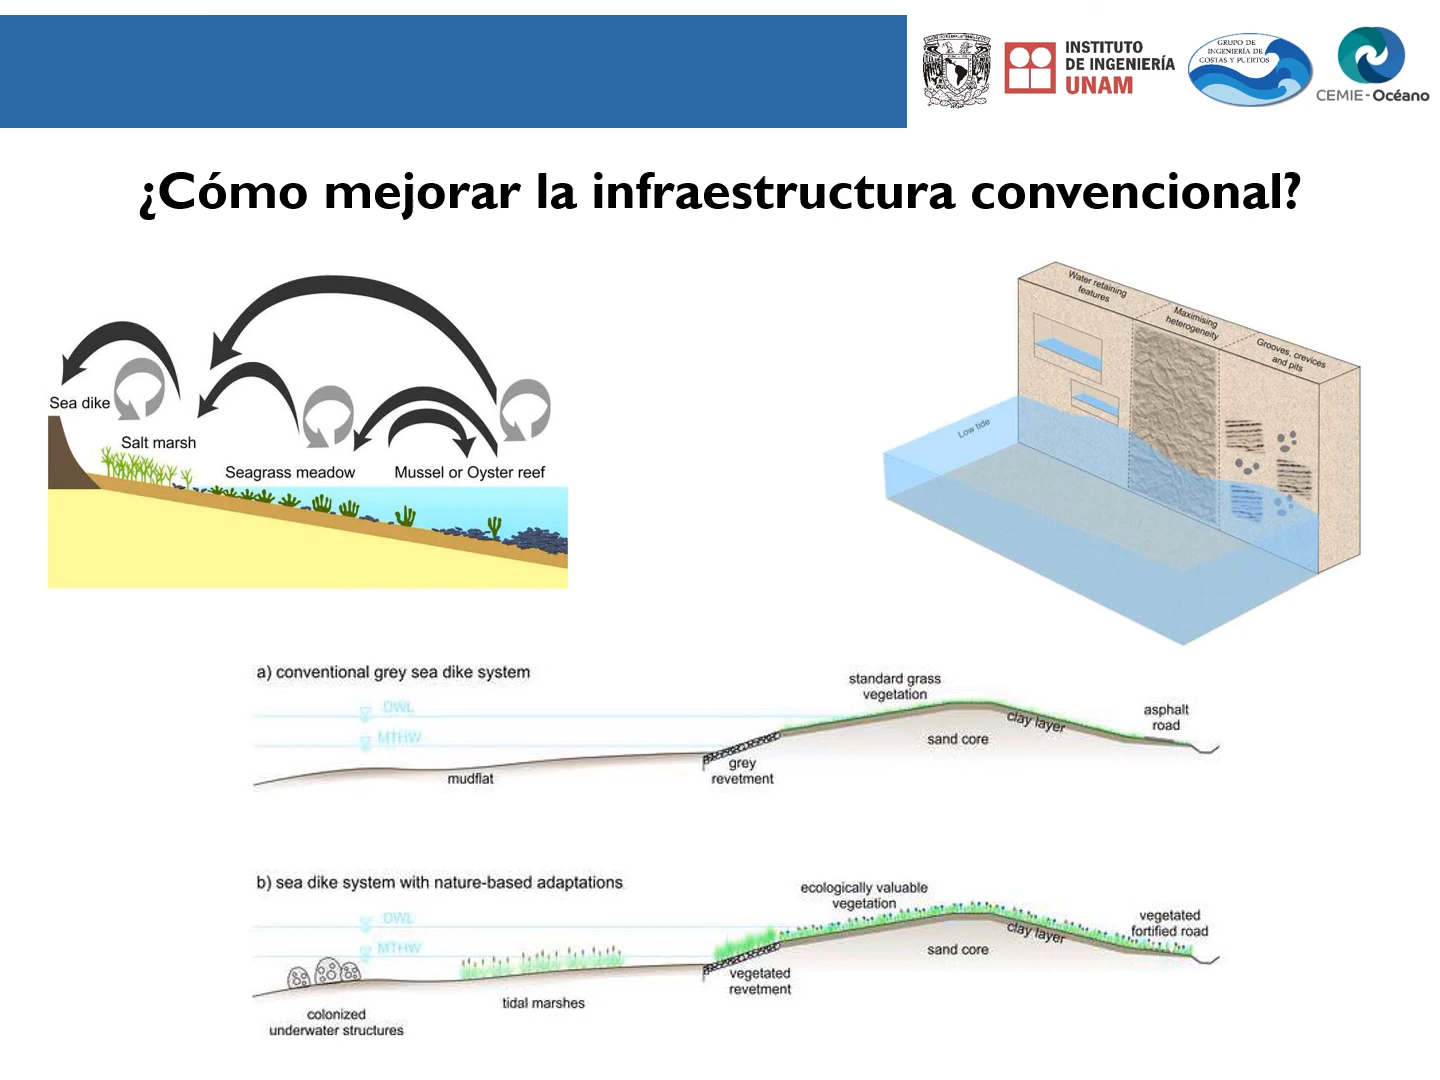 INSTITUTO
DE INGENIERÍA
UNAM
GRUPO DE
INGENIERÍA DE
COSTAS Y PUERTOS
CEMIE-Océano
¿Cómo mejorar la infraestructura convencional?
Sea dike
Salt marsh
Seagrass meadow
Mussel or Oyster reef
Water retaining
features
Maximising
heterogeneity
Grooves, crevices
and pits
Low tide
a) conventional grey sea dike system
DWL
MTHW
mudflat
grey
revetment
standard grass
vegetation
sand core
clay layer
asphalt
road
b) sea dike system with nature-based adaptations
DWL
MTHW
colonized
underwater structures
tidal marshes
vegetated
revetment
ecologically valuable
vegetation
sand core
clay layer
vegetated
fortified road